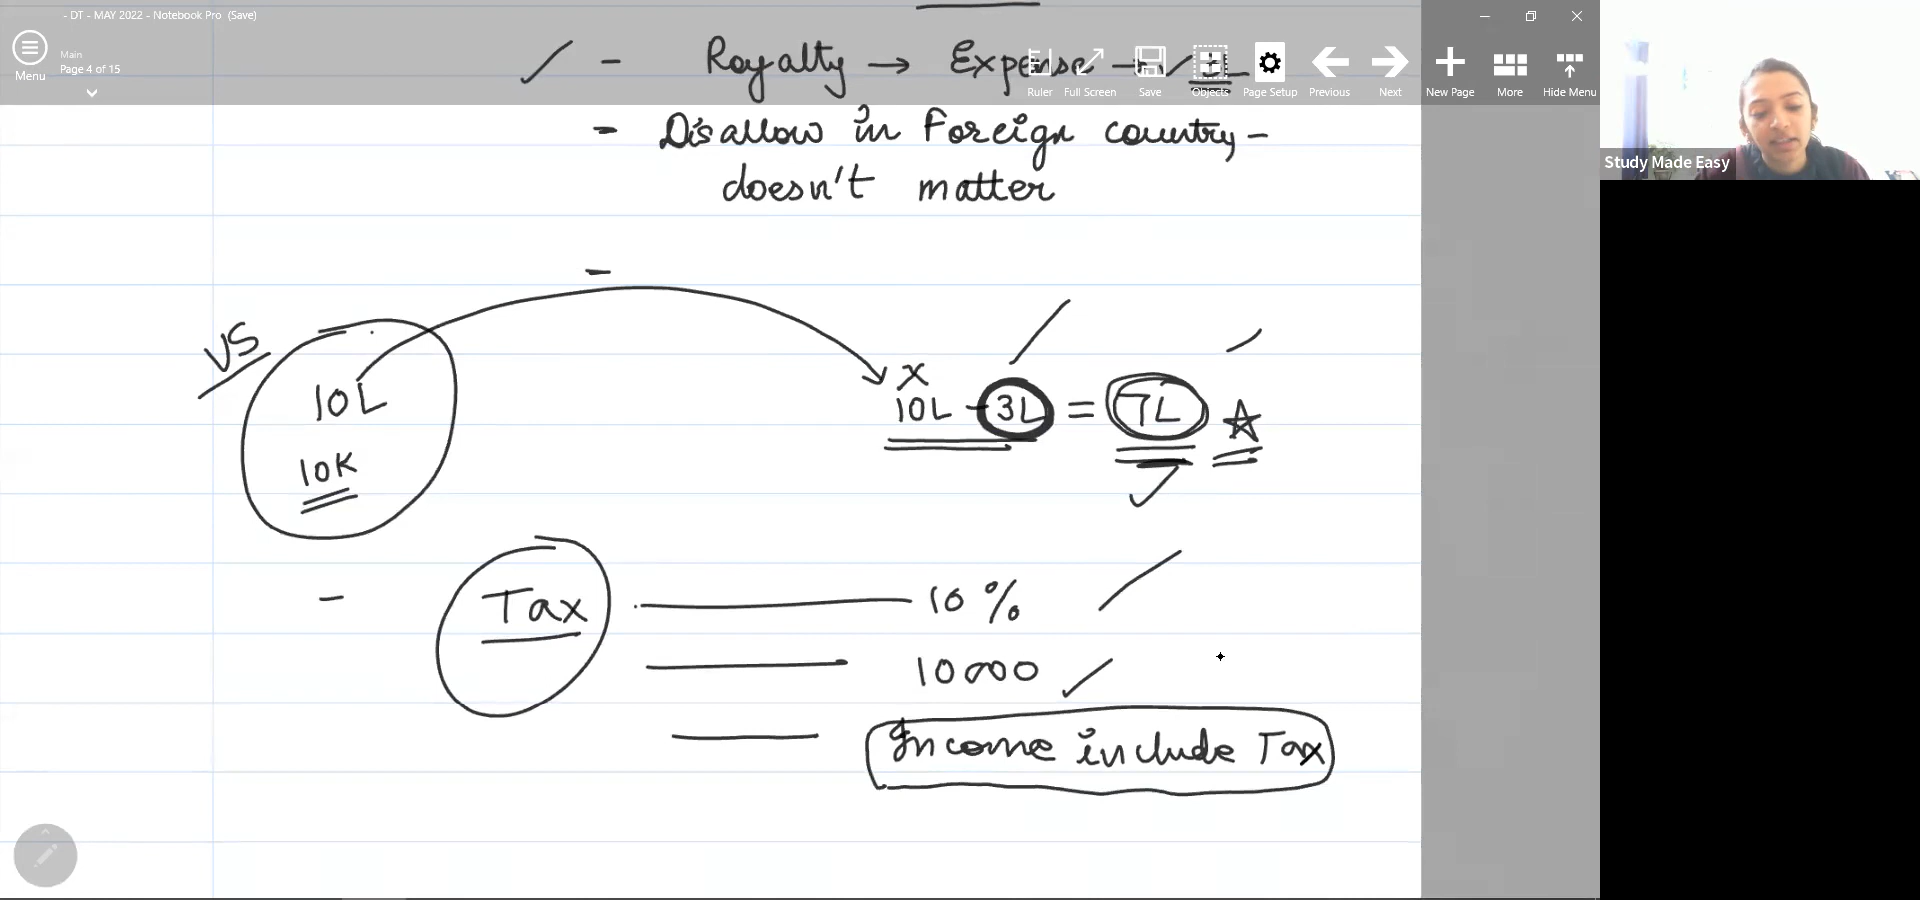 - DT - MAY 2022 - Notebook Pro (Save)
Menu
Main
Page 4 of 15
Ruler
Full Screen
Save
Objects
Page Setup
Previous
Next
New Page
More
Hide Menu
Study Made Easy
- Royalty → Expense →
- Disallow in Foreign country -
doesn't matter
VS
10L
10K
X
10L - 3L = 7L
- Tax
10 %
10000
Income include Tax